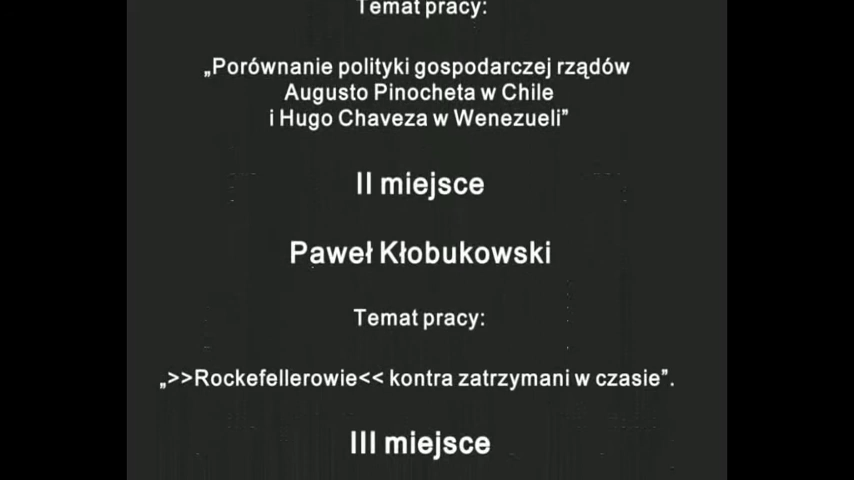 Temat pracy:
„Porównanie polityki gospodarczej rządów
Augusto Pinocheta w Chile
i Hugo Chaveza w Wenezueli”
II miejsce
Paweł Kłobukowski
Temat pracy:
„>>Rockefellerowie<< kontra zatrzymani w czasie”.
III miejsce